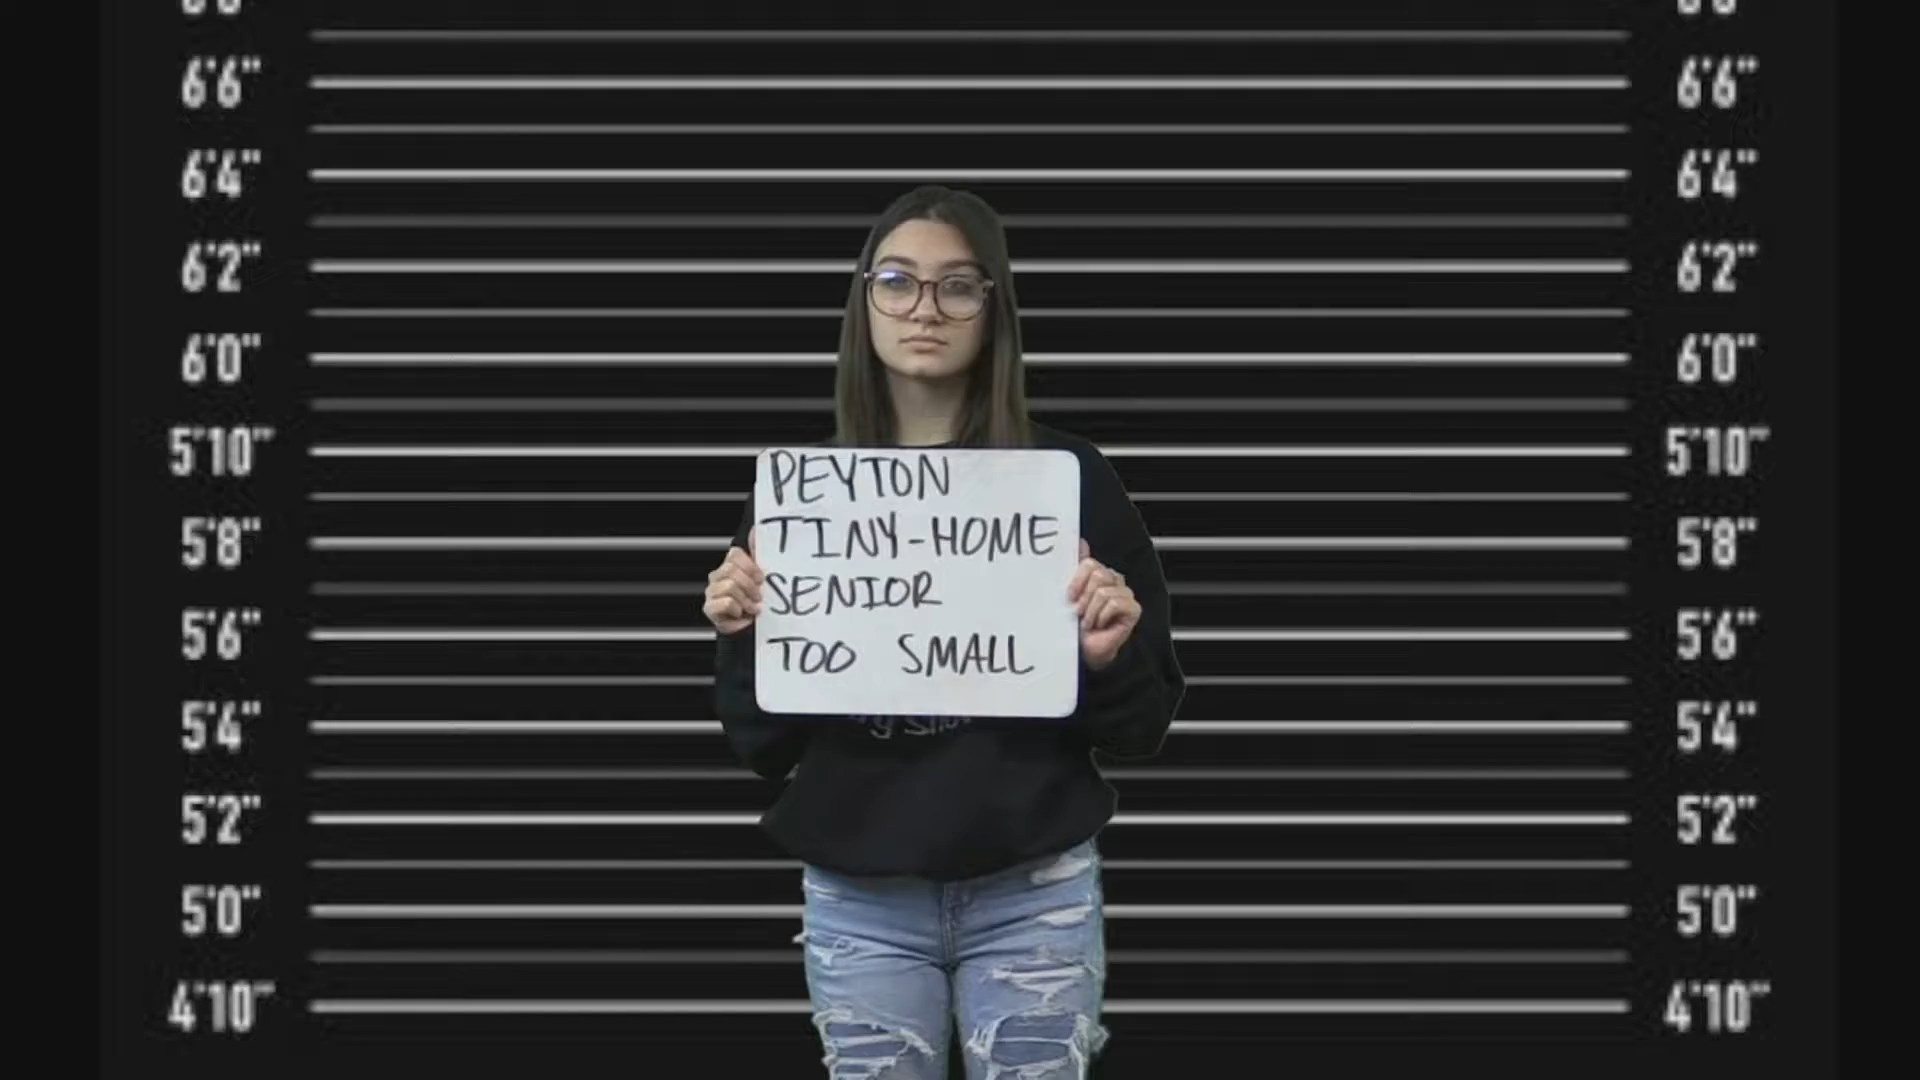 6'6" 6'6"
6'4" 6'4"
6'2" 6'2"
6'0" 6'0"
5'10" 5'10"
PEYTON
TINY-HOME
SENIOR
TOO SMALL
5'8" 5'8"
5'6" 5'6"
5'4" 5'4"
5'2" 5'2"
5'0" 5'0"
4'10" 4'10"